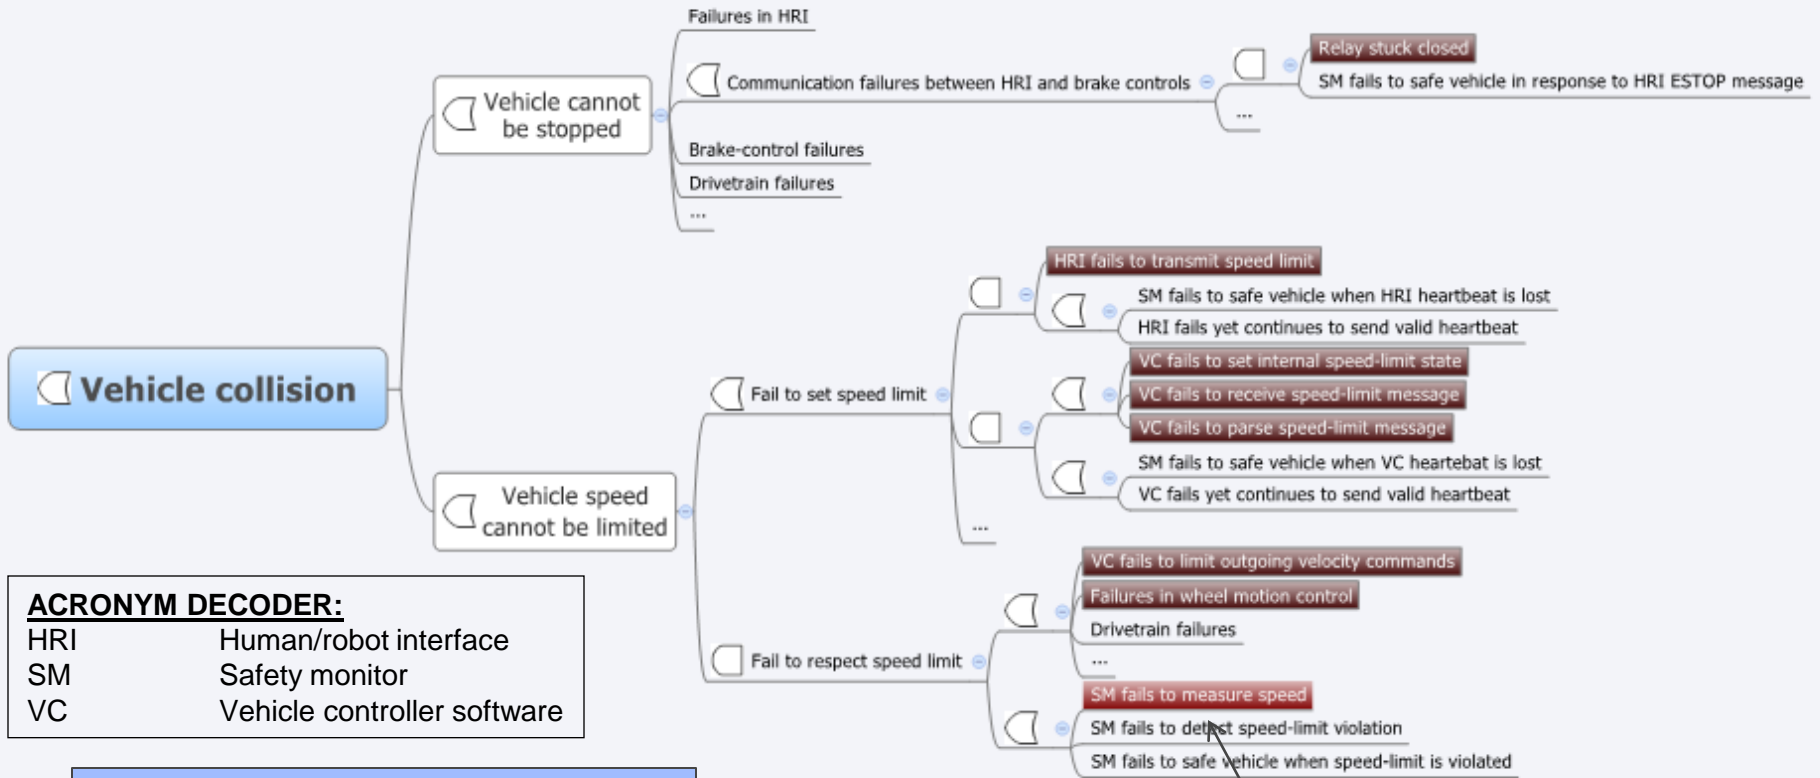 Failures in HRI
Relay stuck closed
Communication failures between HRI and brake controls
SM fails to safe vehicle in response to HRI ESTOP message
...
Vehicle cannot
be stopped
Brake-control failures
Drivetrain failures
...
HRI fails to transmit speed limit
SM fails to safe vehicle when HRI heartbeat is lost
HRI fails yet continues to send valid heartbeat
VC fails to set internal speed-limit state
Vehicle collision
Fail to set speed limit
VC fails to receive speed-limit message
VC fails to parse speed-limit message
SM fails to safe vehicle when VC heartebat is lost
VC fails yet continues to send valid heartbeat
...
Vehicle speed
cannot be limited
VC fails to limit outgoing velocity commands
Failures in wheel motion control
Drivetrain failures
...
Fail to respect speed limit
SM fails to measure speed
SM fails to detect speed-limit violation
SM fails to safe vehicle when speed-limit is violated
ACRONYM DECODER:
HRI Human/robot interface
SM Safety monitor
VC Vehicle controller software